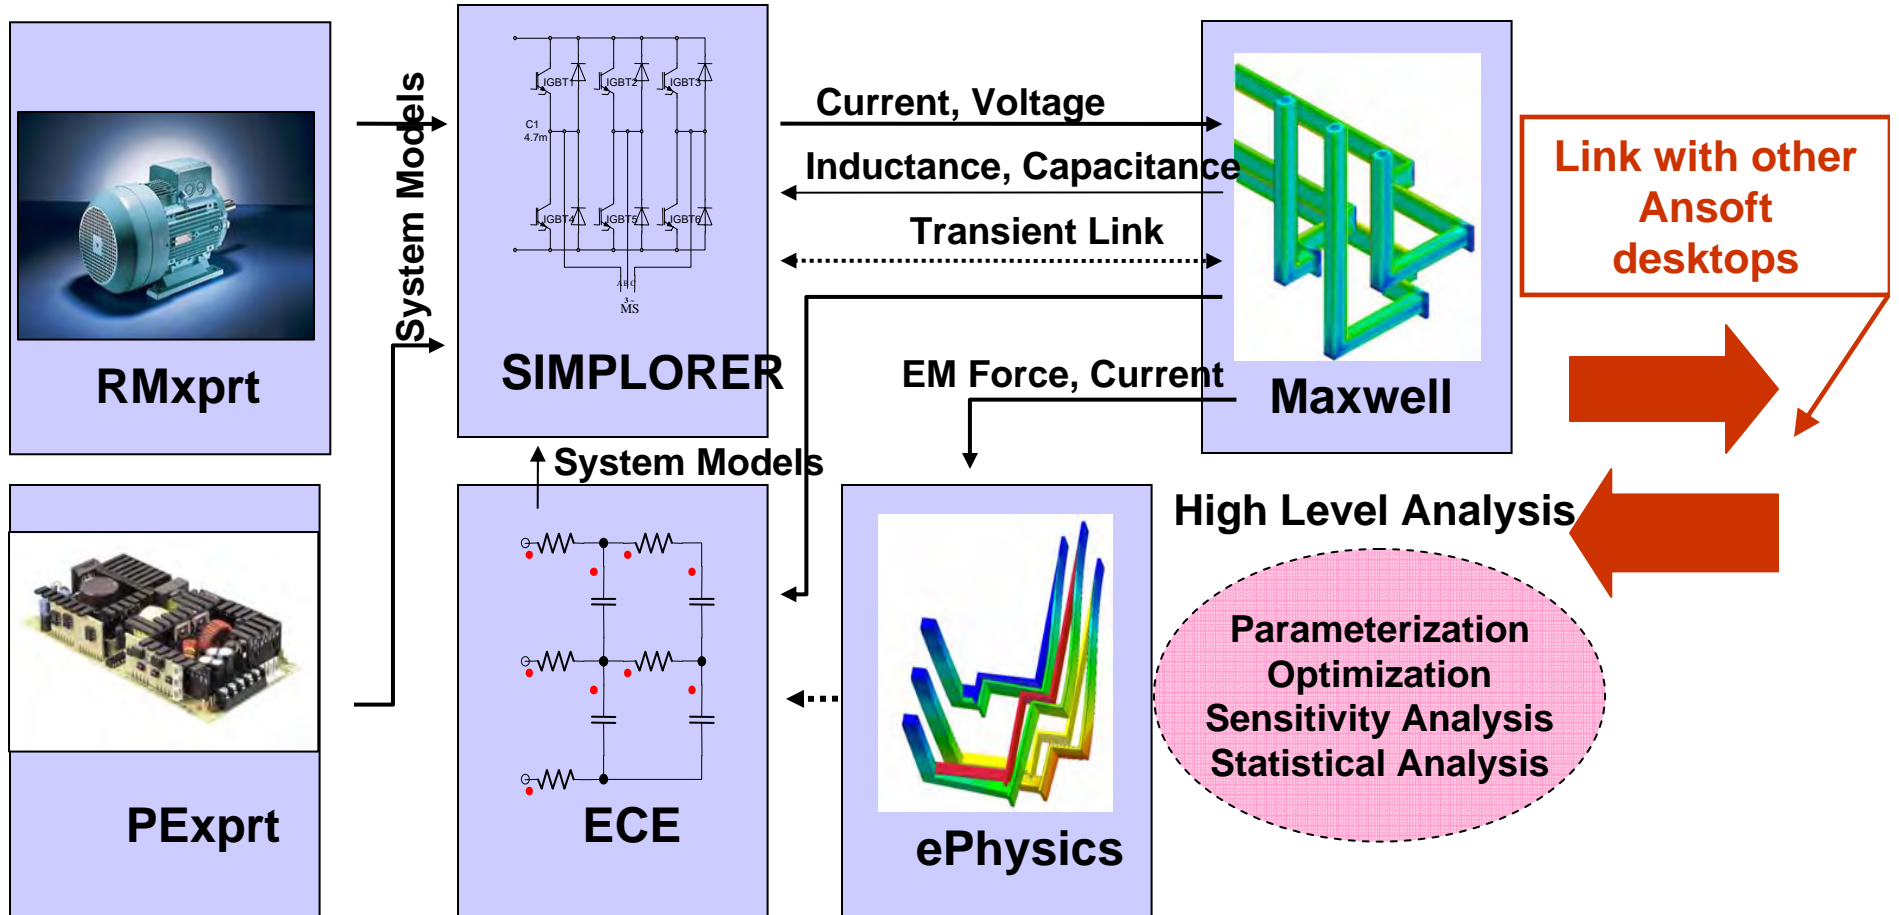 RMxprt
System Models
IGBT1
IGBT2
IGBT3
C1
4.7m
IGBT4
IGBT5
IGBT6
A B C
3~
MS
SIMPLORER
Current, Voltage
Inductance, Capacitance
Transient Link
EM Force, Current
Maxwell
Link with other
Ansoft
desktops
System Models
PExprt
ECE
ePhysics
High Level Analysis
Parameterization
Optimization
Sensitivity Analysis
Statistical Analysis